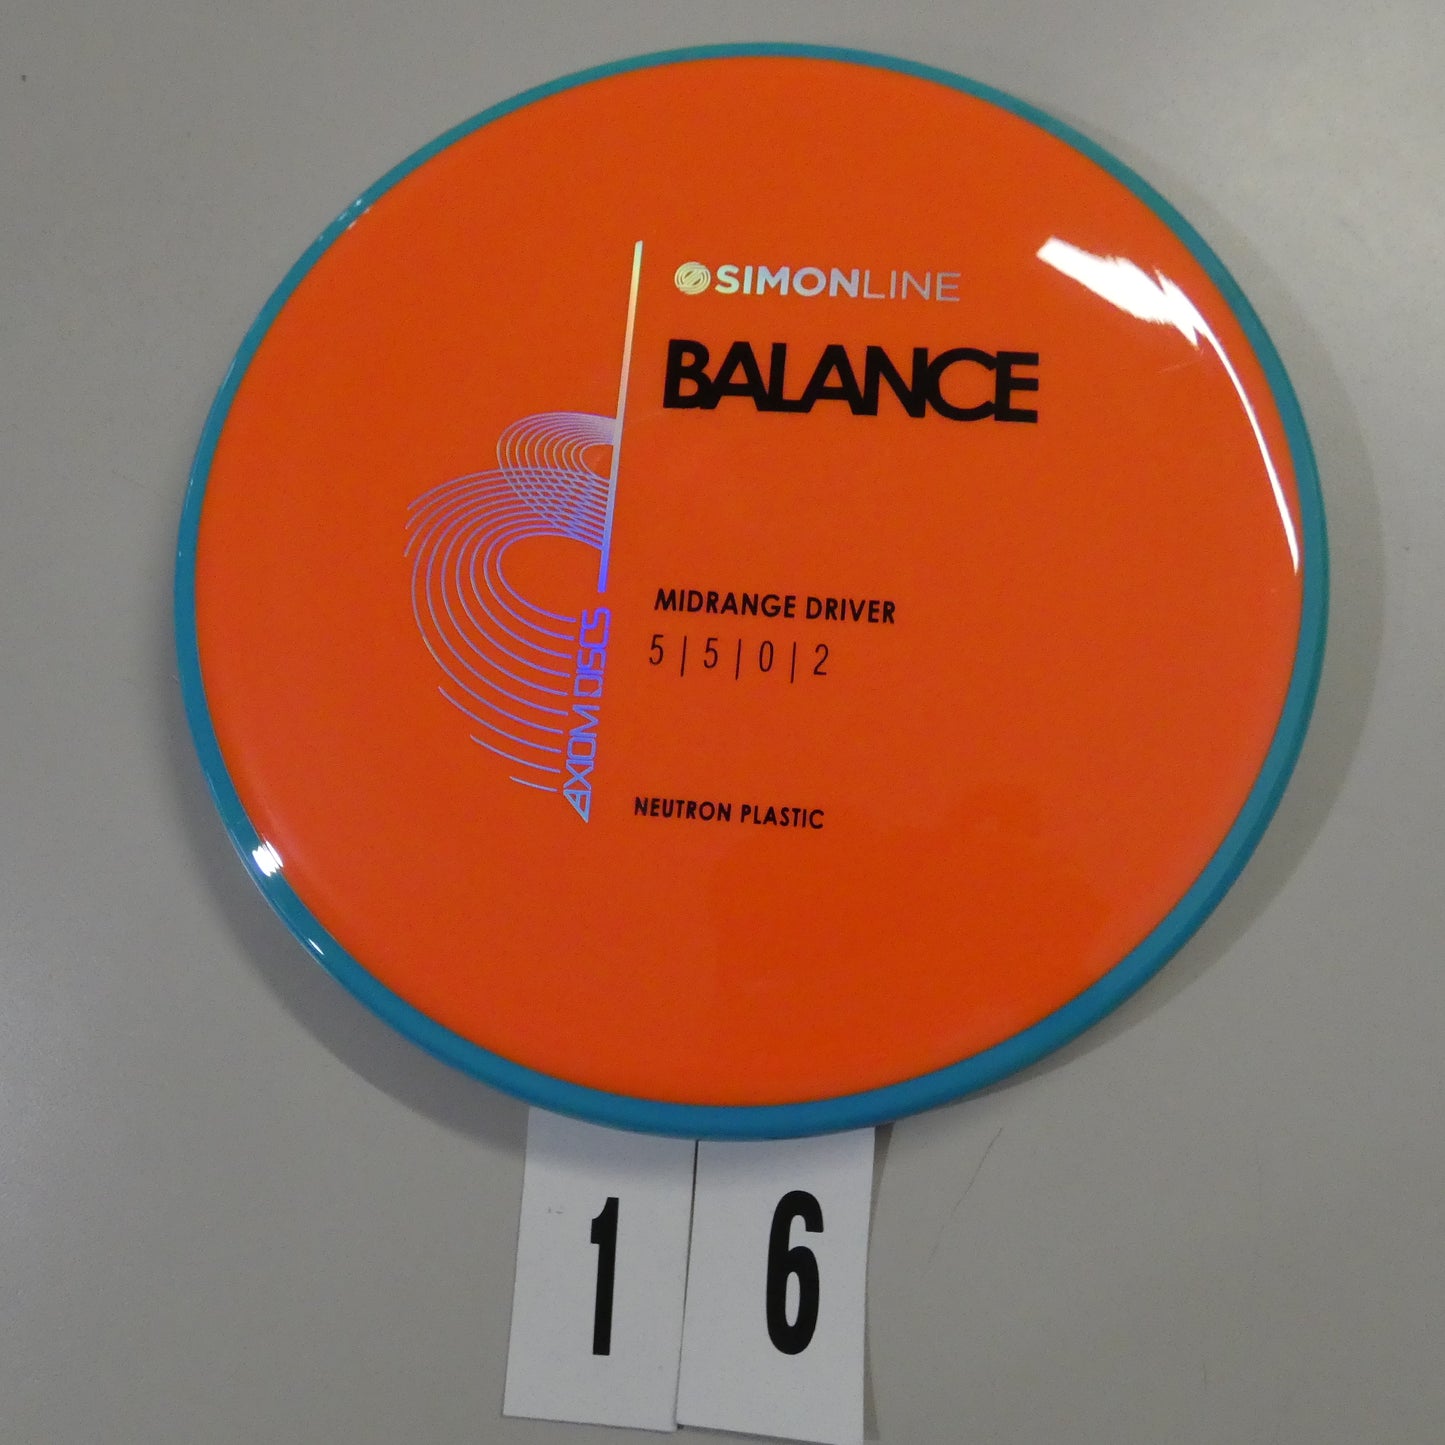 SIMONLINE
BALANCE
MIDRANGE DRIVER
5 | 5 | 0 | 2
AXIOM DISCS
NEUTRON PLASTIC
1 6